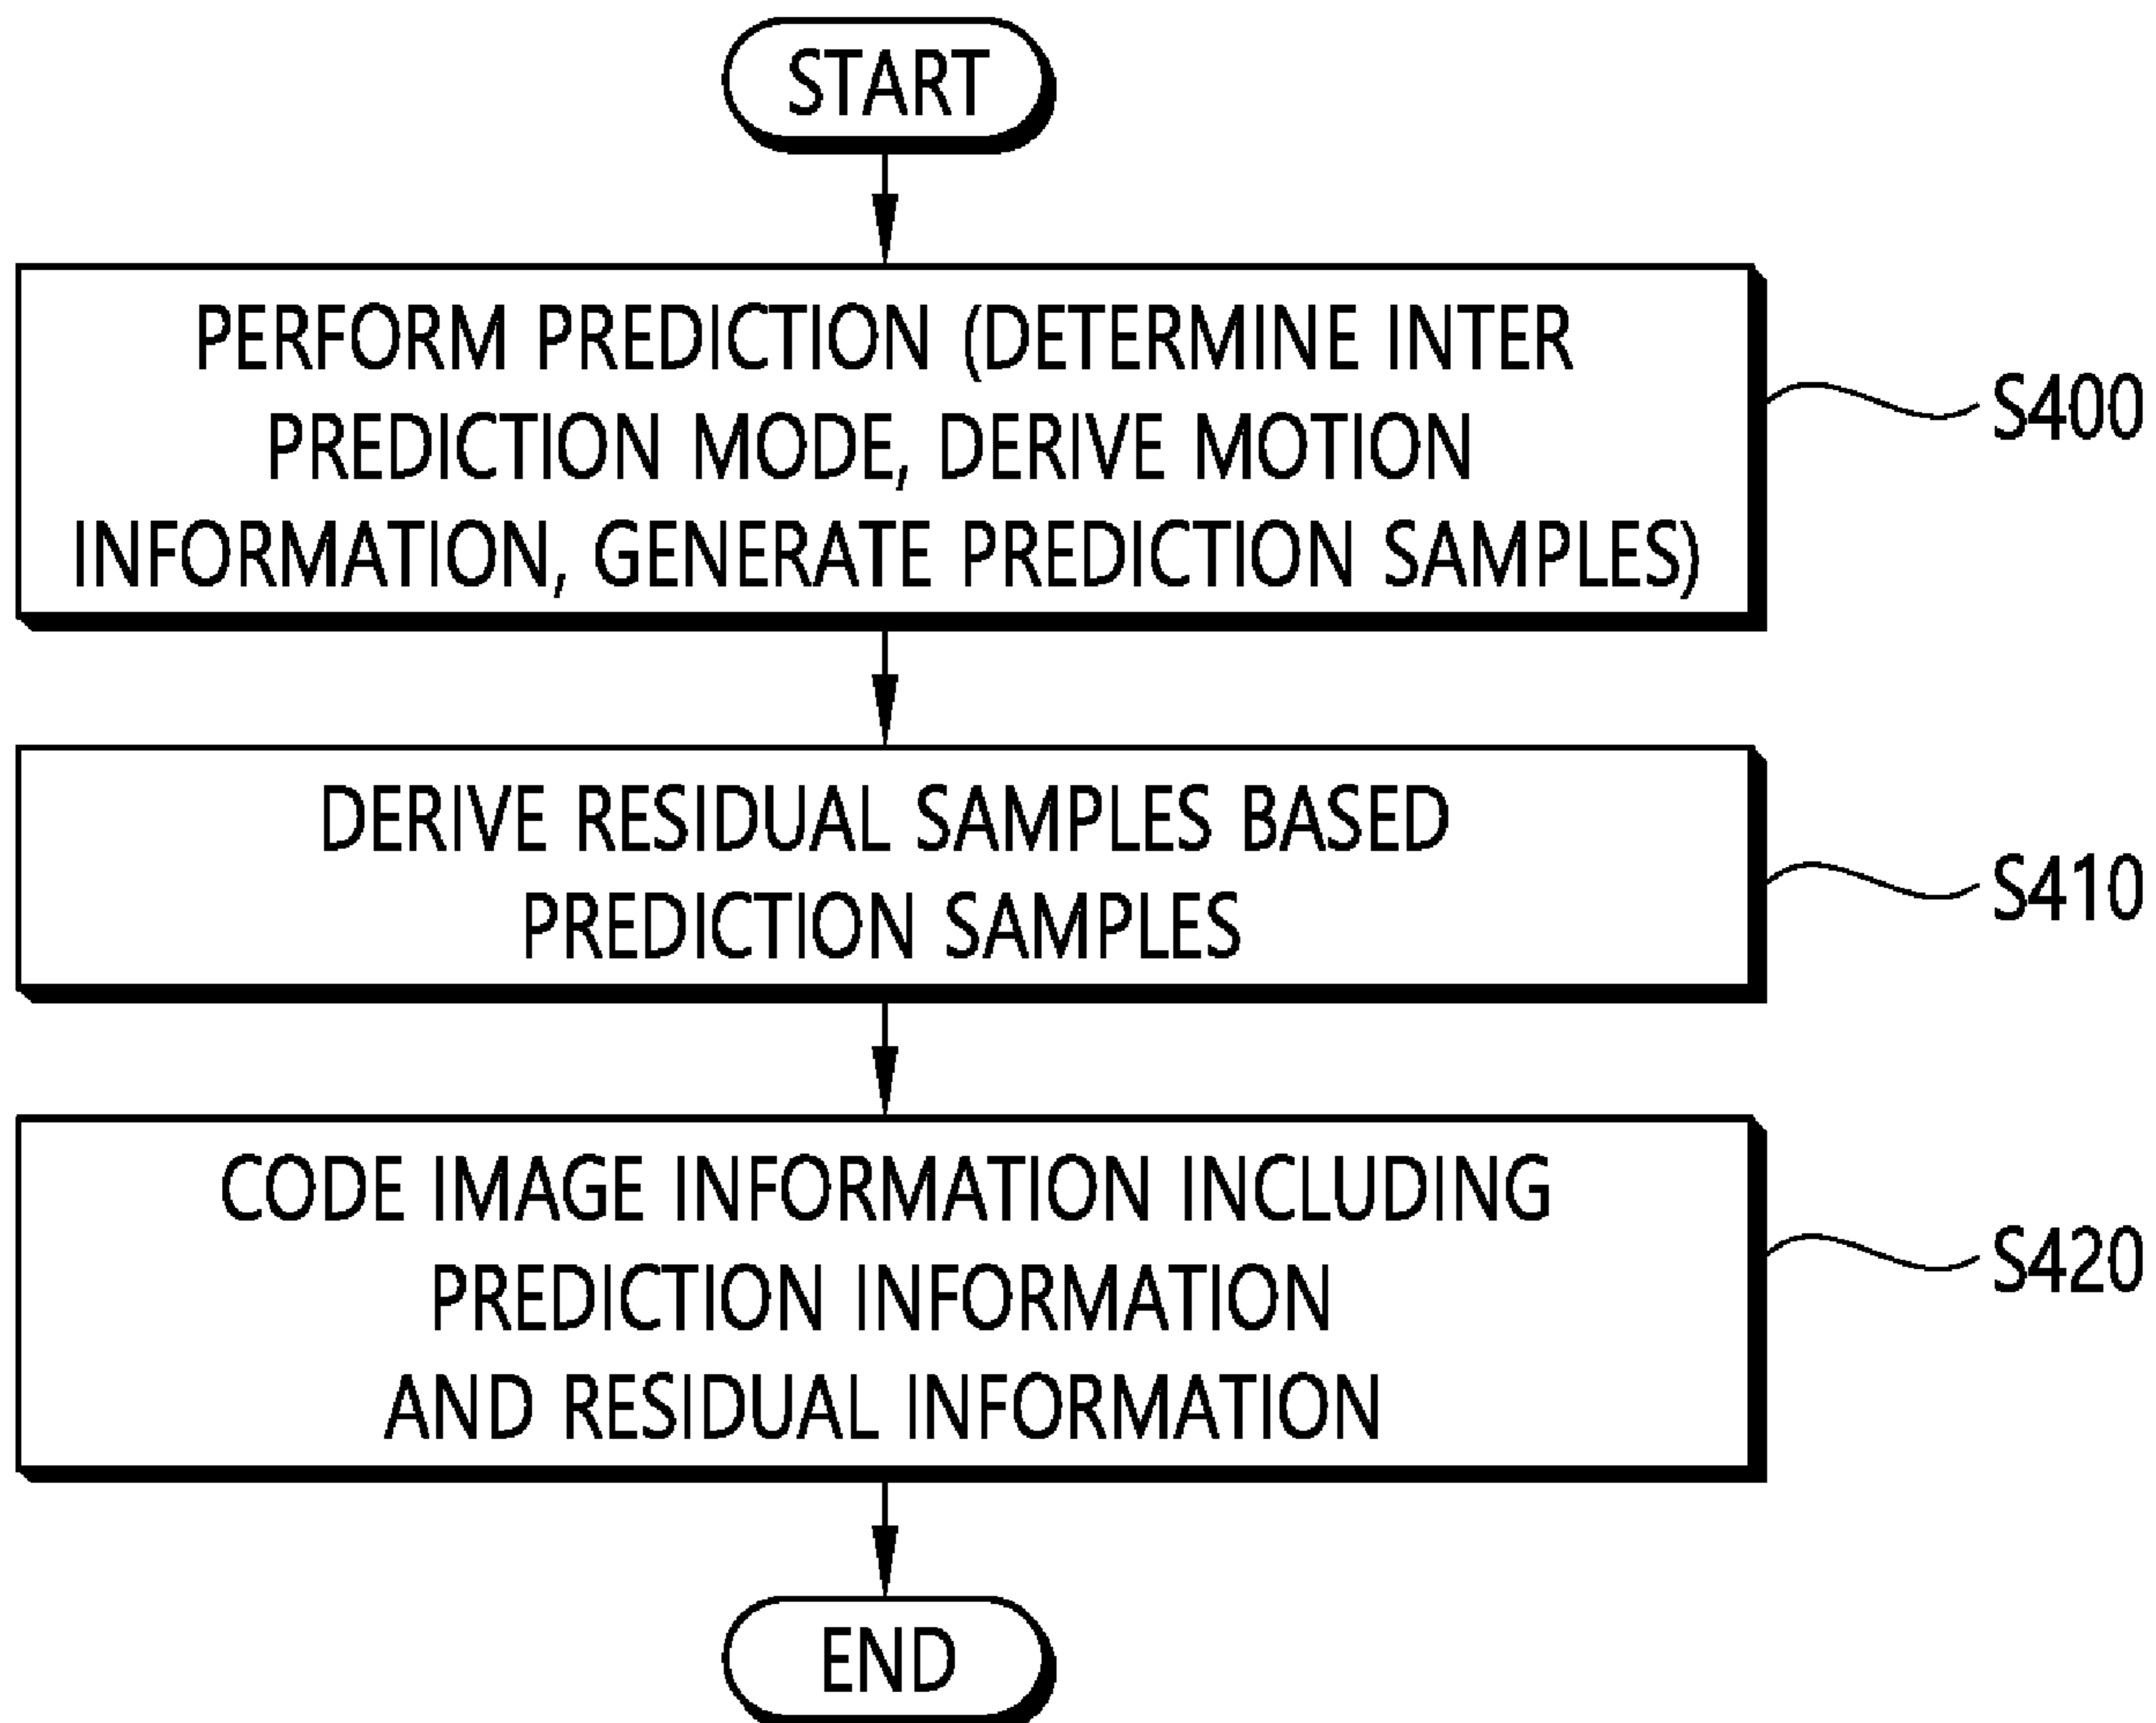 START
PERFORM PREDICTION (DETERMINE INTER
PREDICTION MODE, DERIVE MOTION
INFORMATION, GENERATE PREDICTION SAMPLES)
S400
DERIVE RESIDUAL SAMPLES BASED
PREDICTION SAMPLES
S410
CODE IMAGE INFORMATION INCLUDING
PREDICTION INFORMATION
AND RESIDUAL INFORMATION
S420
END